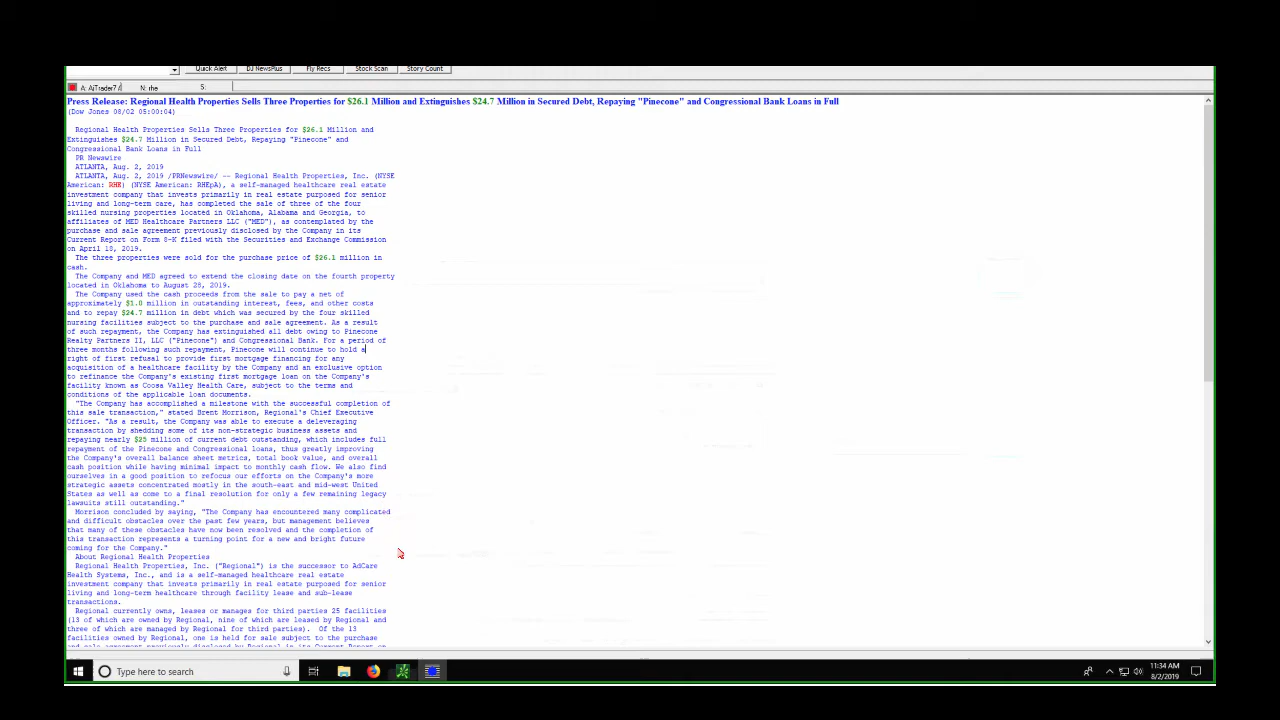 Quick Alert DJ NewsPlus Fly Recs Stock Scan Story Count
A: AjTrader7 / N: rhe S:
Press Release: Regional Health Properties Sells Three Properties for $26.1 Million and Extinguishes $24.7 Million in Secured Debt, Repaying "Pinecone" and Congressional Bank Loans in Full
(Dow Jones 08/02 05:00:04)
Regional Health Properties Sells Three Properties for $26.1 Million and
Extinguishes $24.7 Million in Secured Debt, Repaying "Pinecone" and
Congressional Bank Loans in Full
PR Newswire
ATLANTA, Aug. 2, 2019
ATLANTA, Aug. 2, 2019 /PRNewswire/ -- Regional Health Properties, Inc. (NYSE
American: RHE) (NYSE American: RHEpA), a self-managed healthcare real estate
investment company that invests primarily in real estate purposed for senior
living and long-term care, has completed the sale of three of the four
skilled nursing properties located in Oklahoma, Alabama and Georgia, to
affiliates of MED Healthcare Partners LLC ("MED"), as contemplated by the
purchase and sale agreement previously disclosed by the Company in its
Current Report on Form 8-K filed with the Securities and Exchange Commission
on April 18, 2019.
The three properties were sold for the purchase price of $26.1 million in
cash.
The Company and MED agreed to extend the closing date on the fourth property
located in Oklahoma to August 28, 2019.
The Company used the cash proceeds from the sale to pay a net of
approximately $1.0 million in outstanding interest, fees, and other costs
and to repay $24.7 million in debt which was secured by the four skilled
nursing facilities subject to the purchase and sale agreement. As a result
of such repayment, the Company has extinguished all debt owing to Pinecone
Realty Partners II, LLC ("Pinecone") and Congressional Bank. For a period of
three months following such repayment, Pinecone will continue to hold a
right of first refusal to provide first mortgage financing for any
acquisition of a healthcare facility by the Company and an exclusive option
to refinance the Company's existing first mortgage loan on the Company's
facility known as Coosa Valley Health Care, subject to the terms and
conditions of the applicable loan documents.
"The Company has accomplished a milestone with the successful completion of
this sale transaction," stated Brent Morrison, Regional's Chief Executive
Officer. "As a result, the Company was able to execute a deleveraging
transaction by shedding some of its non-strategic business assets and
repaying nearly $25 million of current debt outstanding, which includes full
repayment of the Pinecone and Congressional loans, thus greatly improving
the Company's overall balance sheet metrics, total book value, and overall
cash position while having minimal impact to monthly cash flow. We also find
ourselves in a good position to refocus our efforts on the Company's more
strategic assets concentrated mostly in the south-east and mid-west United
States as well as come to a final resolution for only a few remaining legacy
lawsuits still outstanding."
Morrison concluded by saying, "The Company has encountered many complicated
and difficult obstacles over the past few years, but management believes
that many of these obstacles have now been resolved and the completion of
this transaction represents a turning point for a new and bright future
coming for the Company."
About Regional Health Properties
Regional Health Properties, Inc. ("Regional") is the successor to AdCare
Health Systems, Inc., and is a self-managed healthcare real estate
investment company that invests primarily in real estate purposed for senior
living and long-term healthcare through facility lease and sub-lease
transactions.
Regional currently owns, leases or manages for third parties 25 facilities
(13 of which are owned by Regional, nine of which are leased by Regional and
three of which are managed by Regional for third parties). Of the 13
facilities owned by Regional, one is held for sale subject to the purchase
and sale agreement previously disclosed by Regional in its Current Report on
Type here to search
11:34 AM
8/2/2019